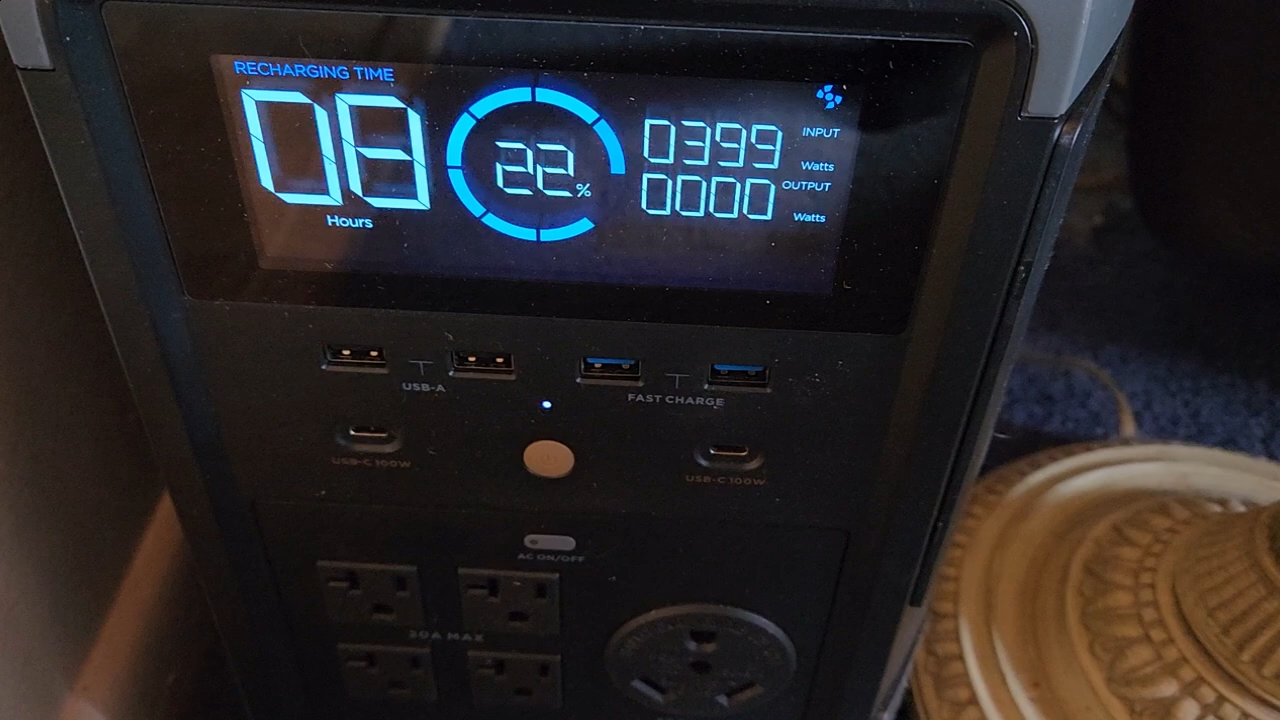 RECHARGING TIME
08
Hours
22%
0399 INPUT
Watts
0000 OUTPUT
Watts
USB-A
FAST CHARGE
USB-C 100W
USB-C 100W
AC ON/OFF
20A MAX